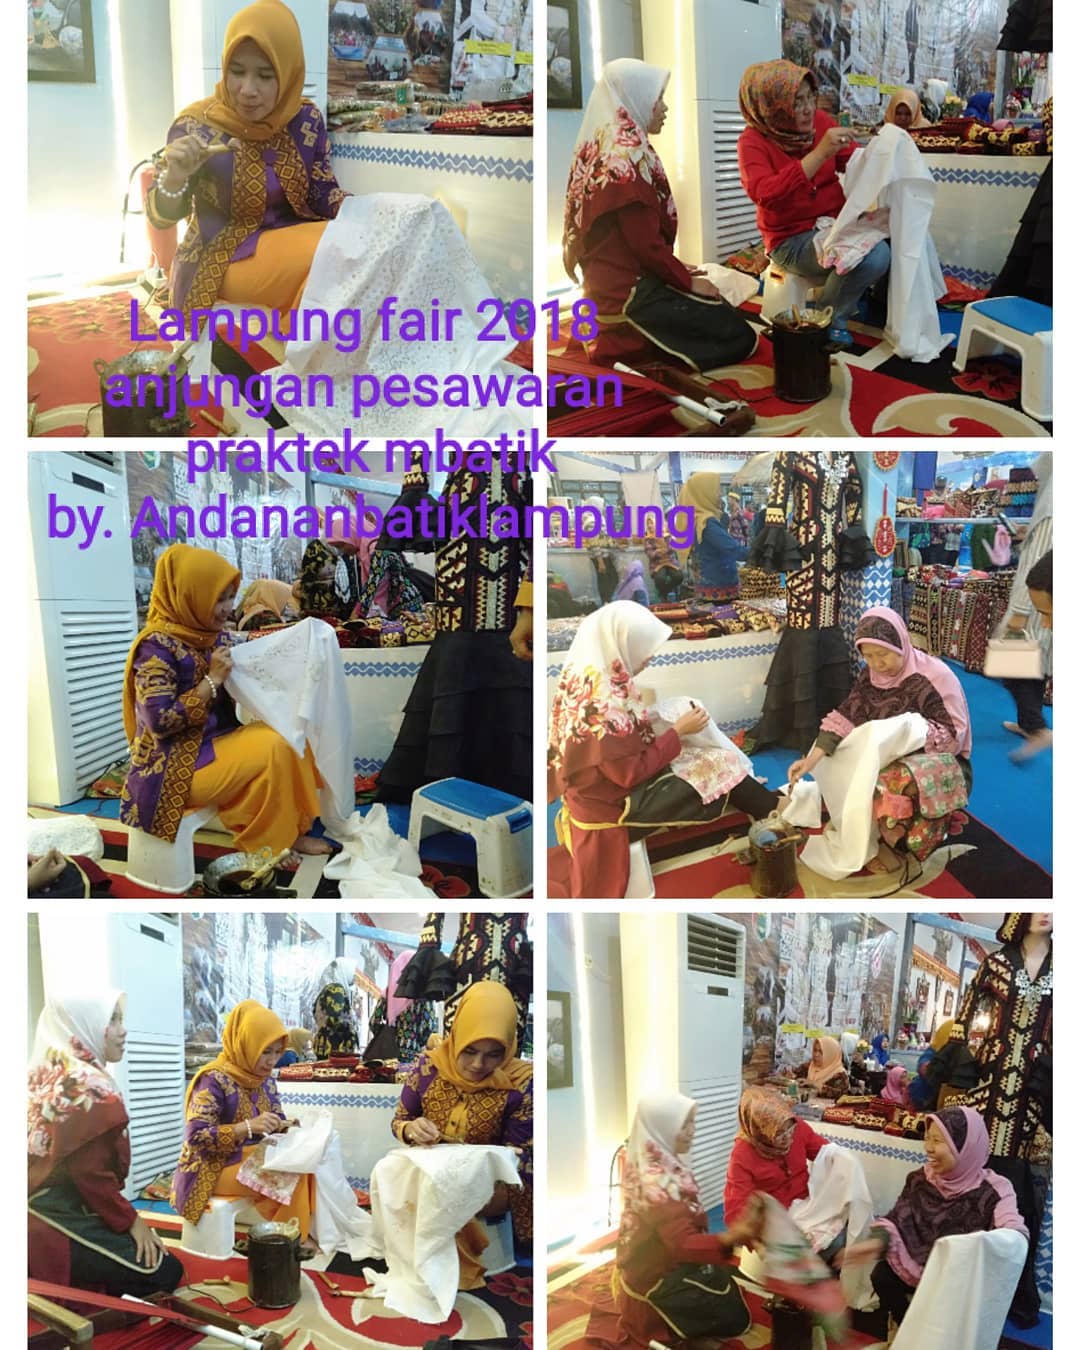 Lampung fair 2018
anjungan pesawaran
praktek mbatik
by. Andananbatiklampung